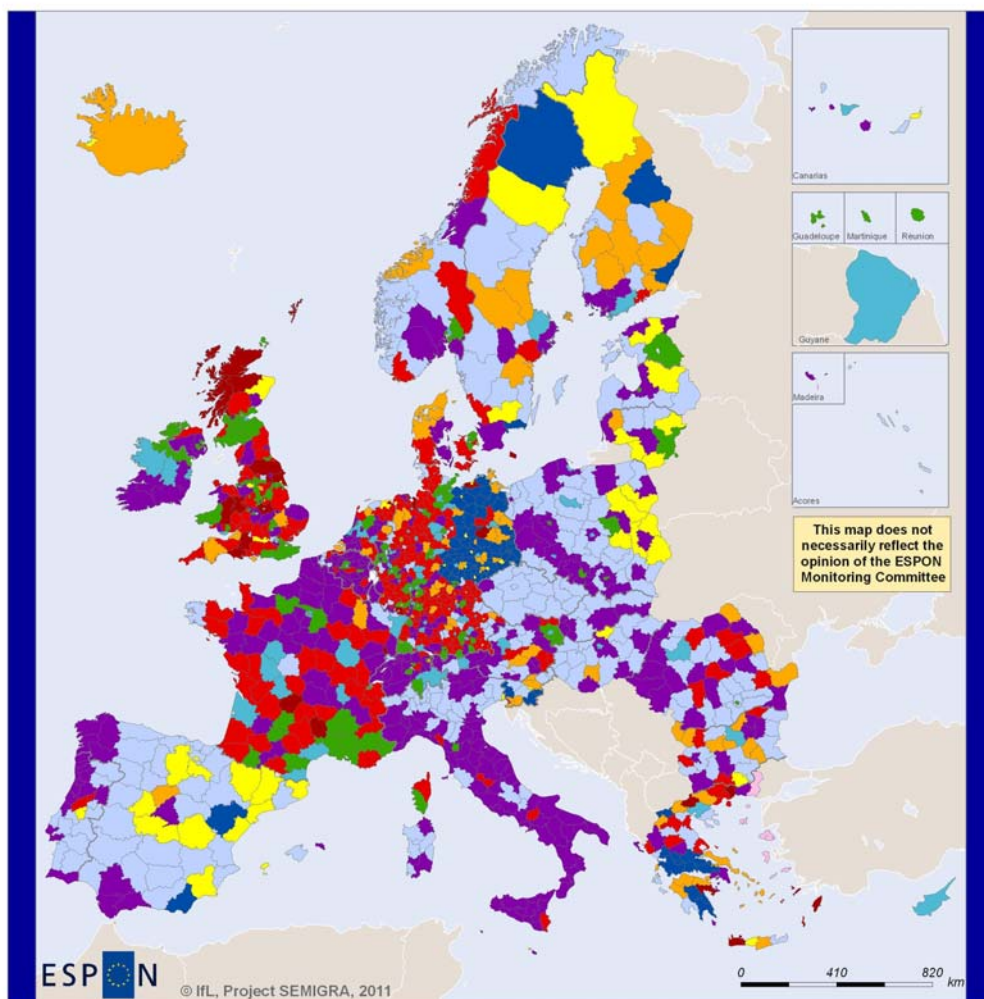 Canarias
Guadeloupe
Martinique
Réunion
Guyane
Madeira
Acores
This map does not
necessarily reflect the
opinion of the ESPON
Monitoring Committee
ESPON
© IfL, Project SEMIGRA, 2011
0 410 820
km